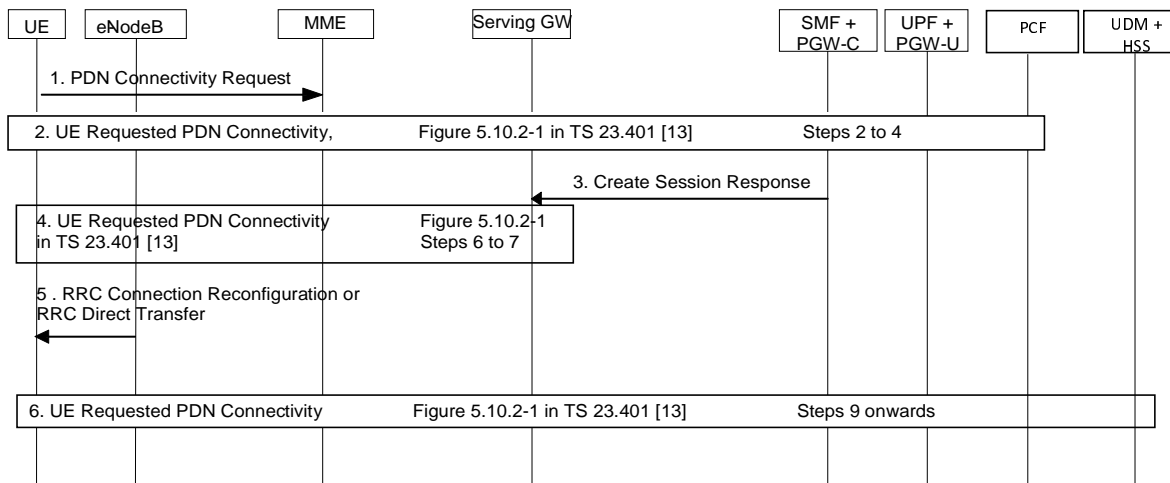 UE
eNodeB
MME
Serving GW
SMF +
PGW-C
UPF +
PGW-U
PCF
UDM +
HSS
1. PDN Connectivity Request
2. UE Requested PDN Connectivity, Figure 5.10.2-1 in TS 23.401 [13] Steps 2 to 4
3. Create Session Response
4. UE Requested PDN Connectivity Figure 5.10.2-1
in TS 23.401 [13] Steps 6 to 7
5 . RRC Connection Reconfiguration or
RRC Direct Transfer
6. UE Requested PDN Connectivity Figure 5.10.2-1 in TS 23.401 [13] Steps 9 onwards